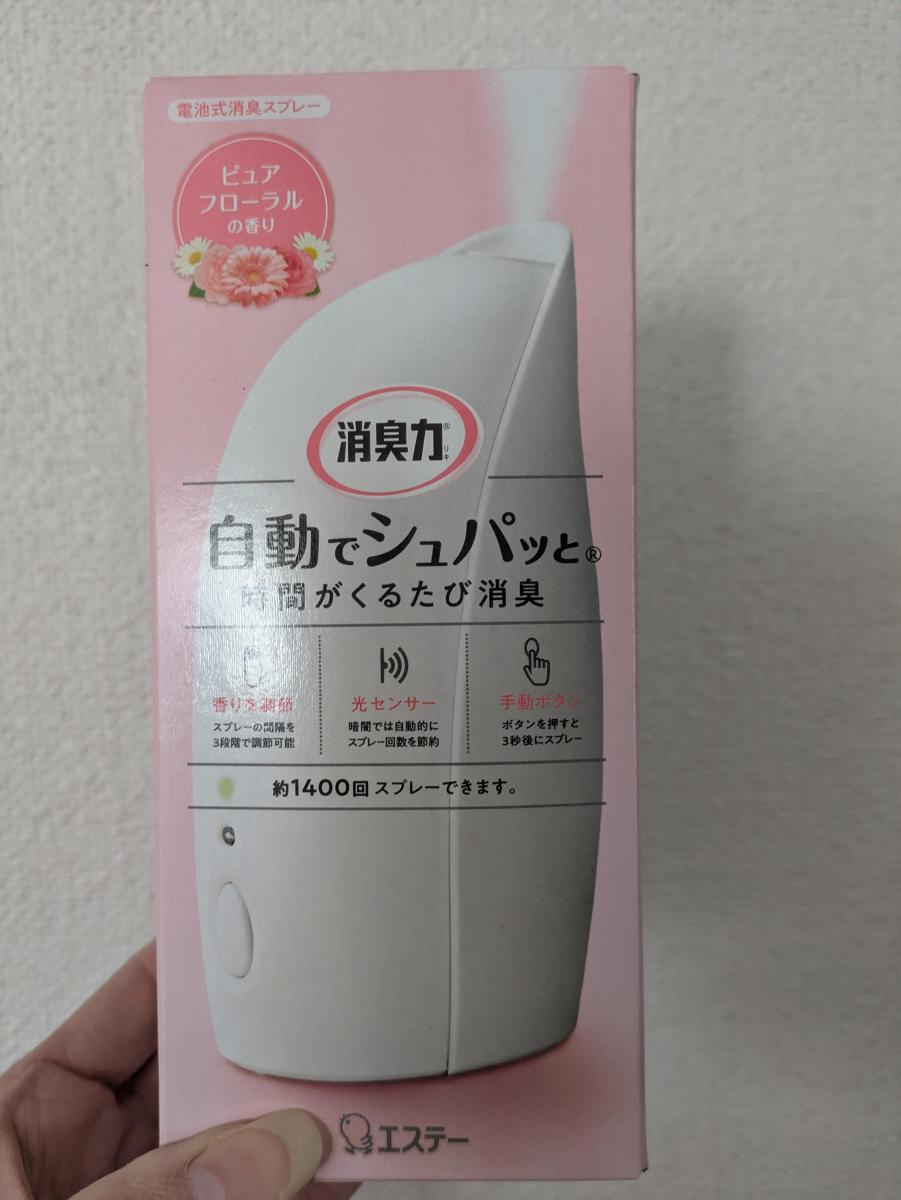 電池式消臭スプレー
ピュア
フローラル
の香り
消臭力®
リキ
自動でシュパッと®
時間がくるたび消臭
香りを調節
スプレーの間隔を
3段階で調節可能
光センサー
暗闇では自動的に
スプレー回数を節約
手動ボタン
ボタンを押すと
3秒後にスプレー
約1400回スプレーできます。
エステー